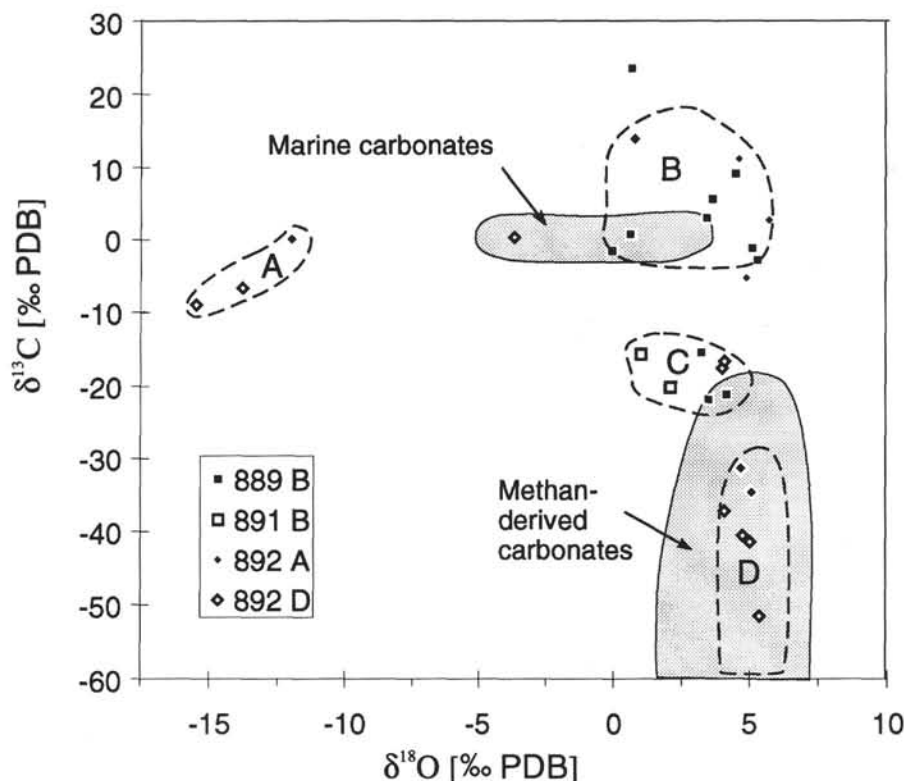 30
20
10
0
-10
-20
-30
-40
-50
-60
δ¹³C [‰ PDB]
Marine carbonates
B
A
C
Methan-
derived
carbonates
D
889 B
891 B
892 A
892 D
-15
-10
-5
0
5
10
δ¹⁸O [‰ PDB]